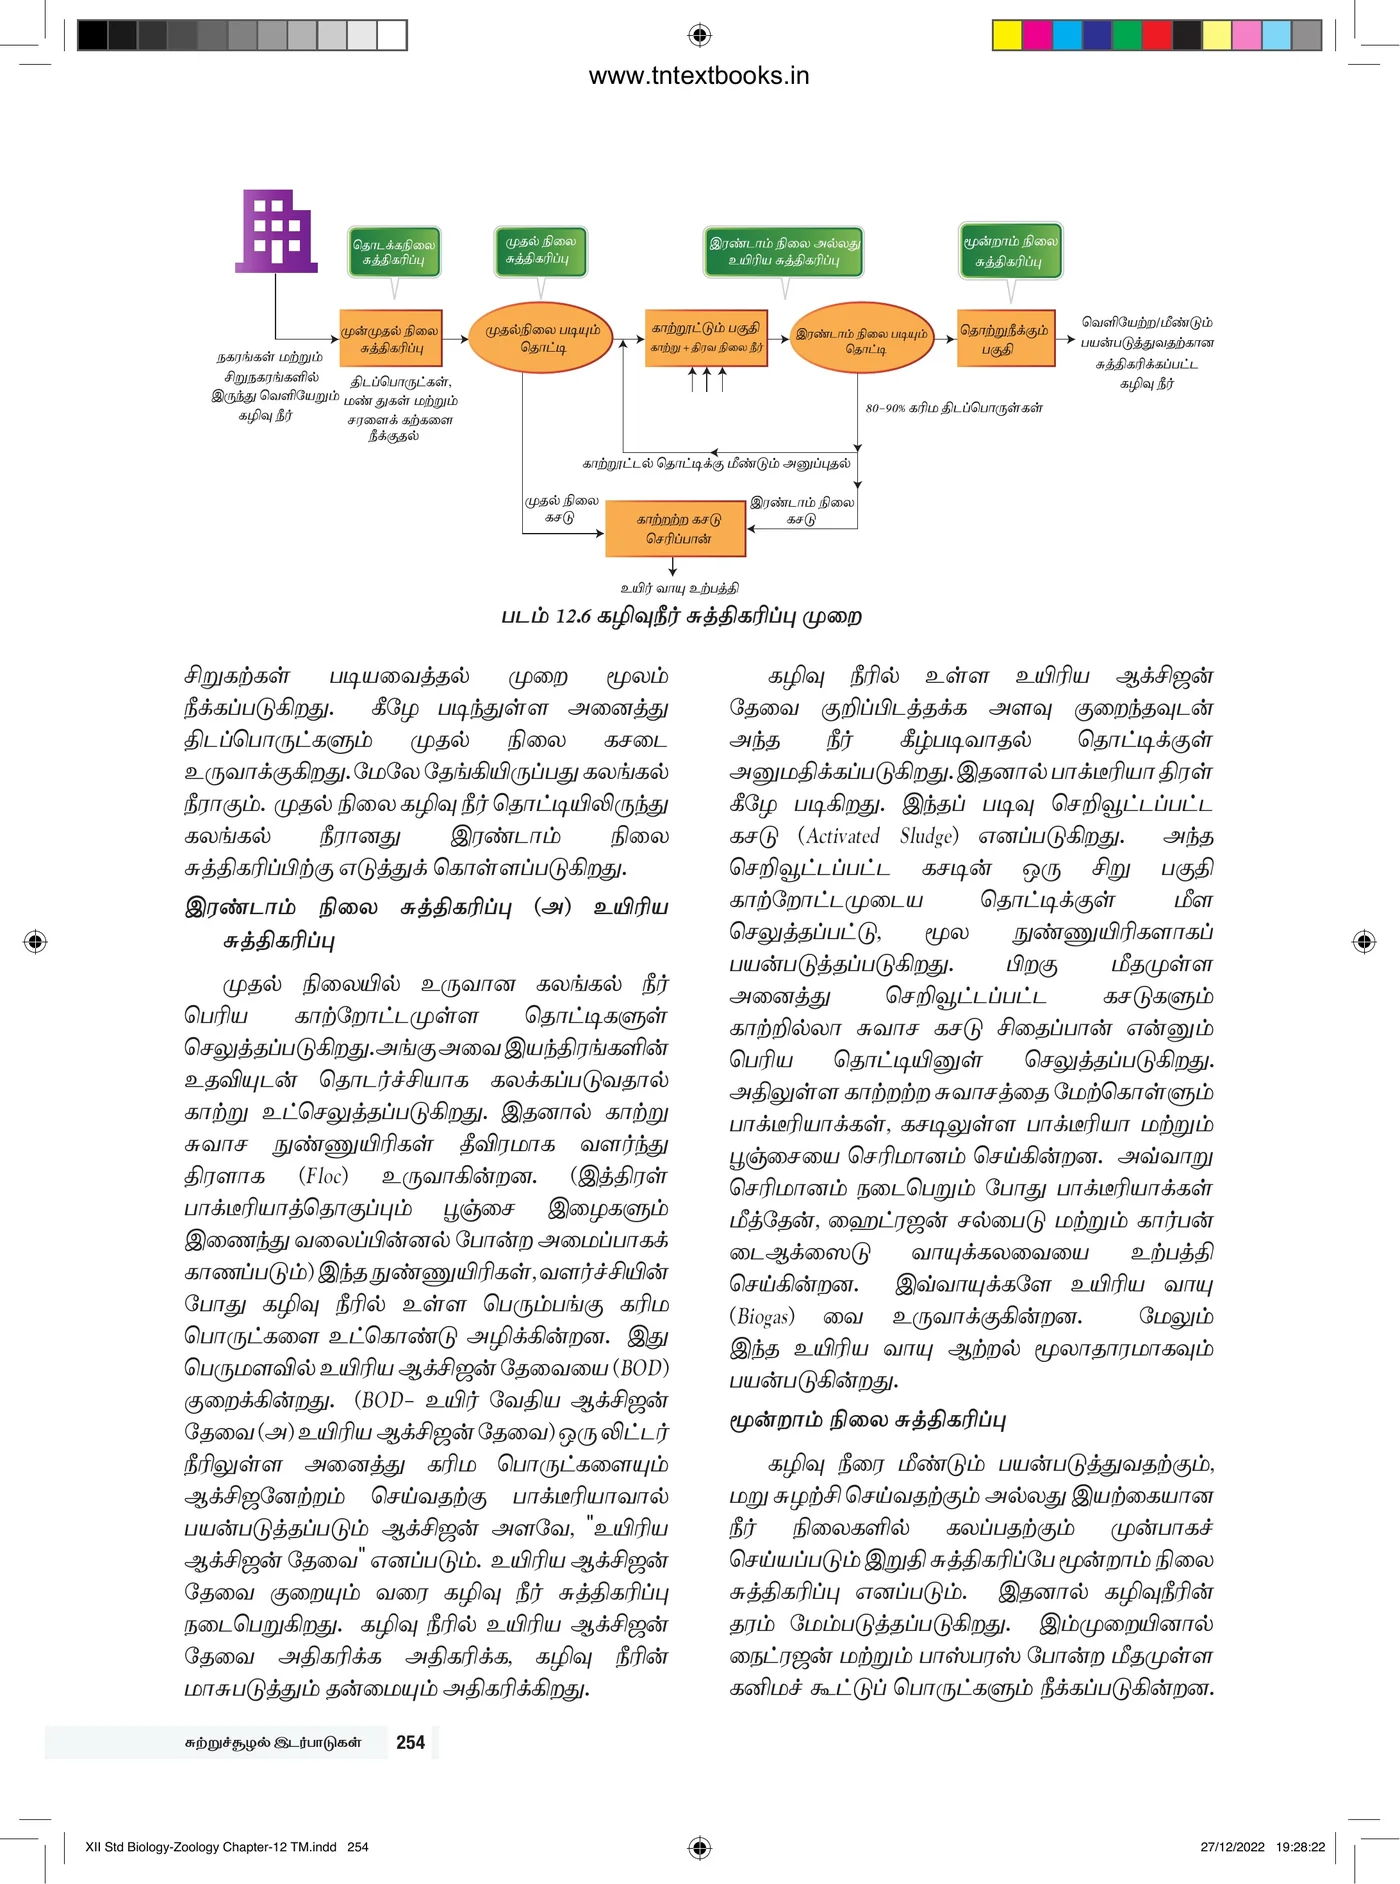 www.tntextbooks.in
தொடக்கநிலை
சுத்திகரிப்பு
முதல் நிலை
சுத்திகரிப்பு
இரண்டாம் நிலை அல்லது
உயிரிய சுத்திகரிப்பு
மூன்றாம் நிலை
சுத்திகரிப்பு
முன்முதல் நிலை
சுத்திகரிப்பு
முதல்நிலை படியும்
தொட்டி
காற்றூட்டும் பகுதி
காற்று + திரவ நிலை நீர்
இரண்டாம் நிலை படியும்
தொட்டி
தொற்றுநீக்கும்
பகுதி
வெளியேற்ற/மீண்டும்
பயன்படுத்துவதற்கான
சுத்திகரிக்கப்பட்ட
கழிவு நீர்
நகரங்கள் மற்றும்
சிறுநகரங்களில்
இருந்து வெளியேறும்
கழிவு நீர்
திடப்பொருட்கள்,
மண் துகள் மற்றும்
சரளைக் கற்களை
நீக்குதல்
80-90% கரிம திடப்பொருள்கள்
காற்றூட்டல் தொட்டிக்கு மீண்டும் அனுப்புதல்
முதல் நிலை
கசடு
காற்றற்ற கசடு
செரிப்பான்
இரண்டாம் நிலை
கசடு
உயிர் வாயு உற்பத்தி
படம் 12.6 கழிவுநீர் சுத்திகரிப்பு முறை
சிறுகற்கள் படியவைத்தல் முறை மூலம்
நீக்கப்படுகிறது. கீழே படிந்துள்ள அனைத்து
திடப்பொருட்களும் முதல் நிலை கசடை
உருவாக்குகிறது. மேலே தேங்கியிருப்பது கலங்கல்
நீராகும். முதல் நிலை கழிவு நீர் தொட்டியிலிருந்து
கலங்கல் நீரானது இரண்டாம் நிலை
சுத்திகரிப்பிற்கு எடுத்துக் கொள்ளப்படுகிறது.
இரண்டாம் நிலை சுத்திகரிப்பு (அ) உயிரிய
சுத்திகரிப்பு
முதல் நிலையில் உருவான கலங்கல் நீர்
பெரிய காற்றோட்டமுள்ள தொட்டிகளுள்
செலுத்தப்படுகிறது.அங்கு அவை இயந்திரங்களின்
உதவியுடன் தொடர்ச்சியாக கலக்கப்படுவதால்
காற்று உட்செலுத்தப்படுகிறது. இதனால் காற்று
சுவாச நுண்ணுயிரிகள் தீவிரமாக வளர்ந்து
திரளாக (Floc) உருவாகின்றன. (இத்திரள்
பாக்டீரியாத்தொகுப்பும் பூஞ்சை இழைகளும்
இணைந்து வலைப்பின்னல் போன்ற அமைப்பாகக்
காணப்படும்) இந்த நுண்ணுயிரிகள், வளர்ச்சியின்
போது கழிவு நீரில் உள்ள பெரும்பங்கு கரிம
பொருட்களை உட்கொண்டு அழிக்கின்றன. இது
பெருமளவில் உயிரிய ஆக்சிஜன் தேவையை (BOD)
குறைக்கின்றது. (BOD- உயிர் வேதிய ஆக்சிஜன்
தேவை (அ) உயிரிய ஆக்சிஜன் தேவை) ஒரு லிட்டர்
நீரிலுள்ள அனைத்து கரிம பொருட்களையும்
ஆக்சிஜனேற்றம் செய்வதற்கு பாக்டீரியாவால்
பயன்படுத்தப்படும் ஆக்சிஜன் அளவே, "உயிரிய
ஆக்சிஜன் தேவை" எனப்படும். உயிரிய ஆக்சிஜன்
தேவை குறையும் வரை கழிவு நீர் சுத்திகரிப்பு
நடைபெறுகிறது. கழிவு நீரில் உயிரிய ஆக்சிஜன்
தேவை அதிகரிக்க அதிகரிக்க, கழிவு நீரின்
மாசுபடுத்தும் தன்மையும் அதிகரிக்கிறது.
கழிவு நீரில் உள்ள உயிரிய ஆக்சிஜன்
தேவை குறிப்பிடத்தக்க அளவு குறைந்தவுடன்
அந்த நீர் கீழ்படிவாதல் தொட்டிக்குள்
அனுமதிக்கப்படுகிறது. இதனால் பாக்டீரியா திரள்
கீழே படிகிறது. இந்தப் படிவு செறிவூட்டப்பட்ட
கசடு (Activated Sludge) எனப்படுகிறது. அந்த
செறிவூட்டப்பட்ட கசடின் ஒரு சிறு பகுதி
காற்றோட்டமுடைய தொட்டிக்குள் மீள
செலுத்தப்பட்டு, மூல நுண்ணுயிரிகளாகப்
பயன்படுத்தப்படுகிறது. பிறகு மீதமுள்ள
அனைத்து செறிவூட்டப்பட்ட கசடுகளும்
காற்றில்லா சுவாச கசடு சிதைப்பான் என்னும்
பெரிய தொட்டியினுள் செலுத்தப்படுகிறது.
அதிலுள்ள காற்றற்ற சுவாசத்தை மேற்கொள்ளும்
பாக்டீரியாக்கள், கசடிலுள்ள பாக்டீரியா மற்றும்
பூஞ்சையை செரிமானம் செய்கின்றன. அவ்வாறு
செரிமானம் நடைபெறும் போது பாக்டீரியாக்கள்
மீத்தேன், ஹைட்ரஜன் சல்பைடு மற்றும் கார்பன்
டைஆக்ஸைடு வாயுக்கலவையை உற்பத்தி
செய்கின்றன. இவ்வாயுக்களே உயிரிய வாயு
(Biogas) வை உருவாக்குகின்றன. மேலும்
இந்த உயிரிய வாயு ஆற்றல் மூலாதாரமாகவும்
பயன்படுகின்றது.
மூன்றாம் நிலை சுத்திகரிப்பு
கழிவு நீரை மீண்டும் பயன்படுத்துவதற்கும்,
மறு சுழற்சி செய்வதற்கும் அல்லது இயற்கையான
நீர் நிலைகளில் கலப்பதற்கும் முன்பாகச்
செய்யப்படும் இறுதி சுத்திகரிப்பே மூன்றாம் நிலை
சுத்திகரிப்பு எனப்படும். இதனால் கழிவுநீரின்
தரம் மேம்படுத்தப்படுகிறது. இம்முறையினால்
நைட்ரஜன் மற்றும் பாஸ்பரஸ் போன்ற மீதமுள்ள
கனிமச் கூட்டுப் பொருட்களும் நீக்கப்படுகின்றன.
சுற்றுச்சூழல் இடர்பாடுகள் 254
XII Std Biology-Zoology Chapter-12 TM.indd 254
27/12/2022 19:28:22